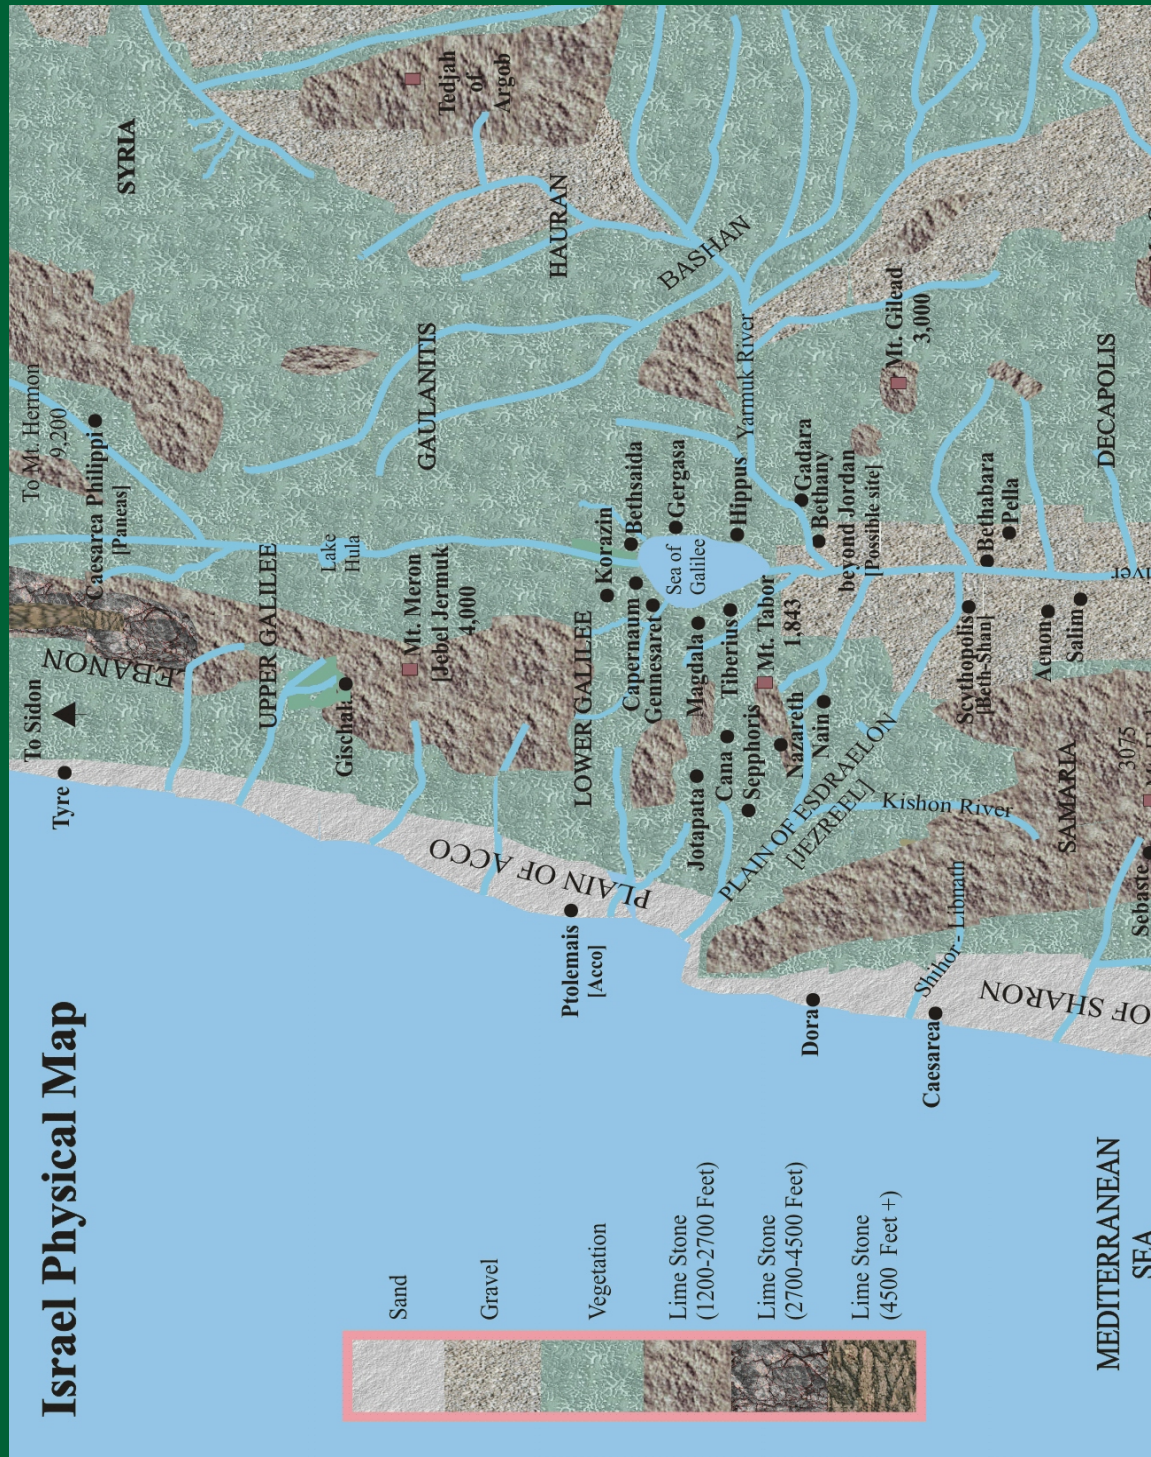 Israel Physical Map
Sand
Gravel
Vegetation
Lime Stone
(1200-2700 Feet)
Lime Stone
(2700-4500 Feet)
Lime Stone
(4500 Feet +)
MEDITERRANEAN
SEA
To Sidon
Tyre
LEBANON
To Mt. Hermon
9,200
Caesarea Philippi
[Paneas]
SYRIA
UPPER GALILEE
Gischala
Lake
Hula
Mt. Meron
[Jebel Jermuk
4,000
GAULANITIS
Tedjah
of
Argob
HAURAN
BASHAN
PLAIN OF ACCO
Ptolemais
[Acco]
LOWER GALILEE
Korazin
Bethsaida
Capernaum
Gennesaret
Gergasa
Sea of
Galilee
Magdala
Tiberius
Hippus
Yarmuk River
Jotapata
Cana
Sepphoris
Mt. Tabor
1,843
Nazareth
Nain
Gadara
Bethany
beyond Jordan
[Possible site]
Mt. Gilead
3,000
PLAIN OF ESDRAELON
[JEZREEL]
Kishon River
Dora
Shihor - Libnath
Caesarea
OF SHARON
Scythopolis
[Beth-Shan]
Bethabara
Pella
Aenon
Salim
DECAPOLIS
SAMARIA
3075
Sebaste